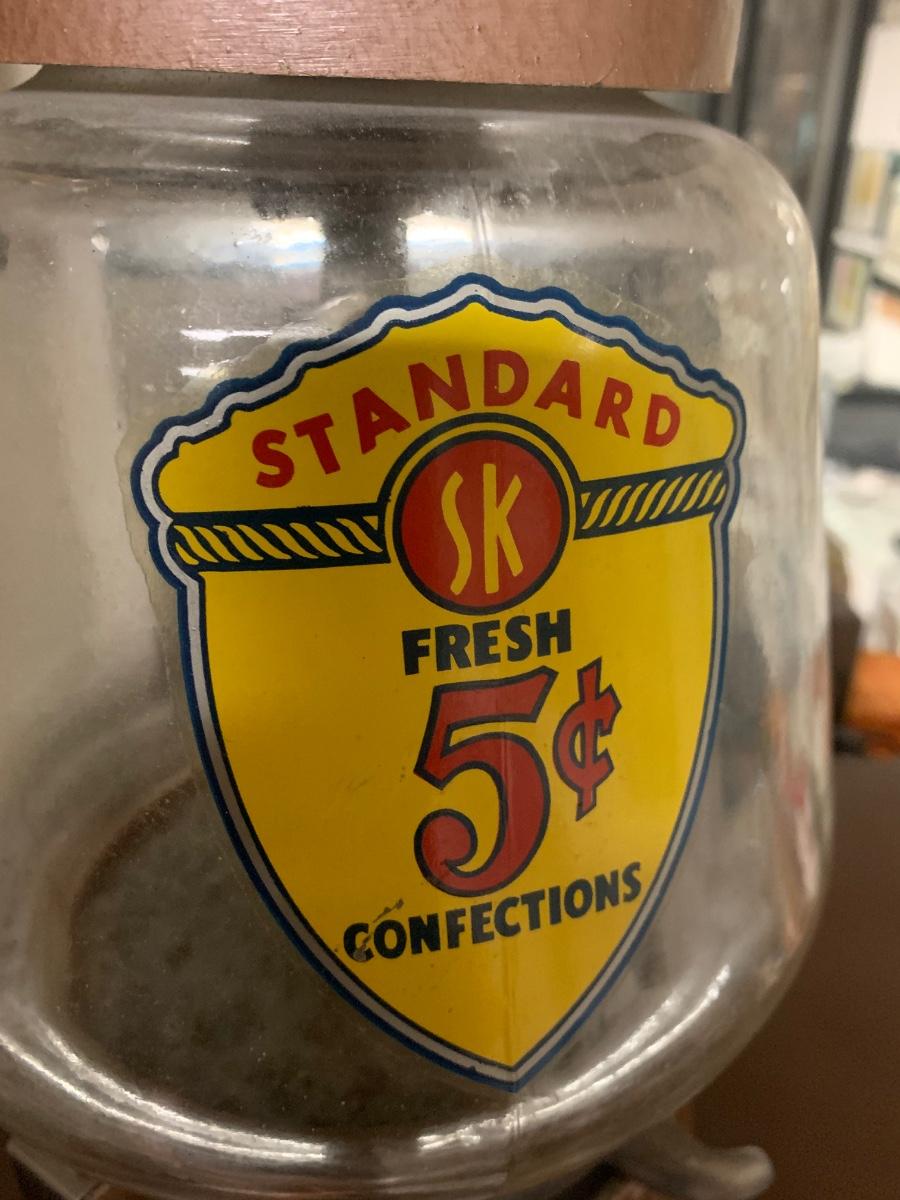 STANDARD
SK
FRESH
5¢
CONFECTIONS